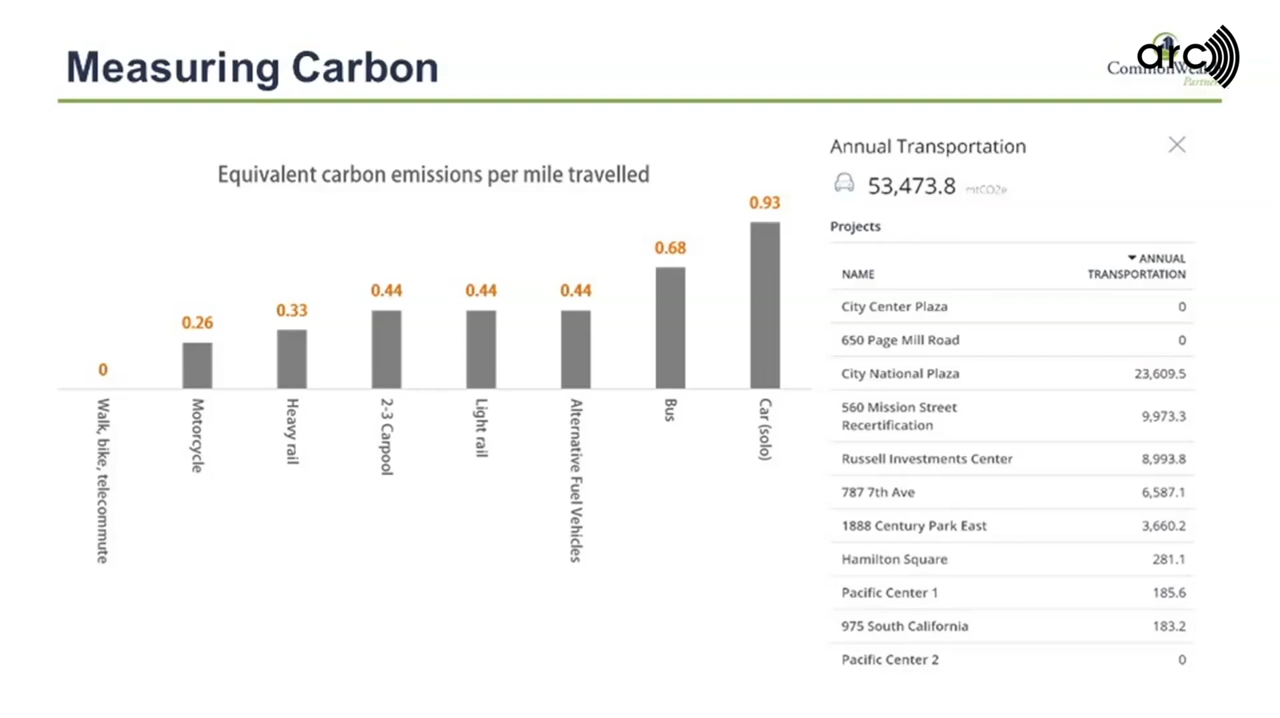 Measuring Carbon
arc
Partner
Equivalent carbon emissions per mile travelled
0
0.26
0.33
0.44
0.44
0.44
0.68
0.93
Walk, bike, telecommute
Motorcycle
Heavy rail
2-3 Carpool
Light rail
Alternative Fuel Vehicles
Bus
Car (solo)
Annual Transportation
53,473.8 mtCO2e
Projects
NAME
ANNUAL
TRANSPORTATION
City Center Plaza 0
650 Page Mill Road 0
City National Plaza 23,609.5
560 Mission Street
Recertification 9,973.3
Russell Investments Center 8,993.8
787 7th Ave 6,587.1
1888 Century Park East 3,660.2
Hamilton Square 281.1
Pacific Center 1 185.6
975 South California 183.2
Pacific Center 2 0